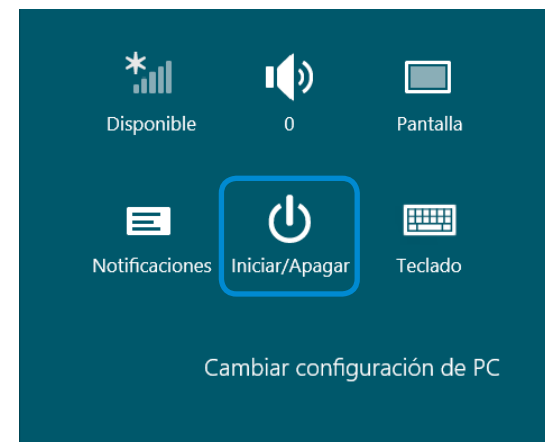 Disponible
0
Pantalla
Notificaciones
Iniciar/Apagar
Teclado
Cambiar configuración de PC